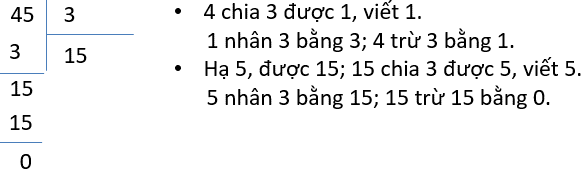 45 3
3 15
15
15
0
• 4 chia 3 được 1, viết 1.
1 nhân 3 bằng 3; 4 trừ 3 bằng 1.
• Hạ 5, được 15; 15 chia 3 được 5, viết 5.
5 nhân 3 bằng 15; 15 trừ 15 bằng 0.